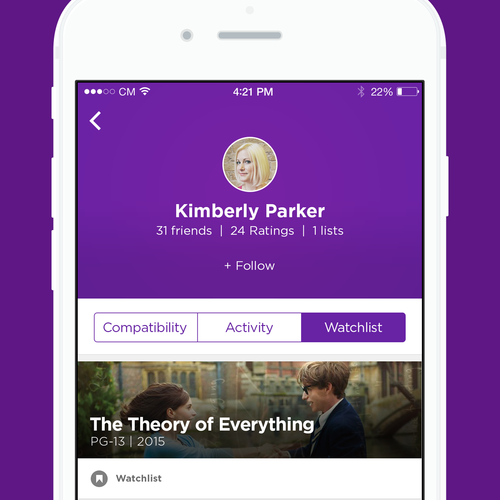 CM 4:21 PM 22%
Kimberly Parker
31 friends | 24 Ratings | 1 lists
+ Follow
Compatibility Activity Watchlist
The Theory of Everything
PG-13 | 2015
Watchlist